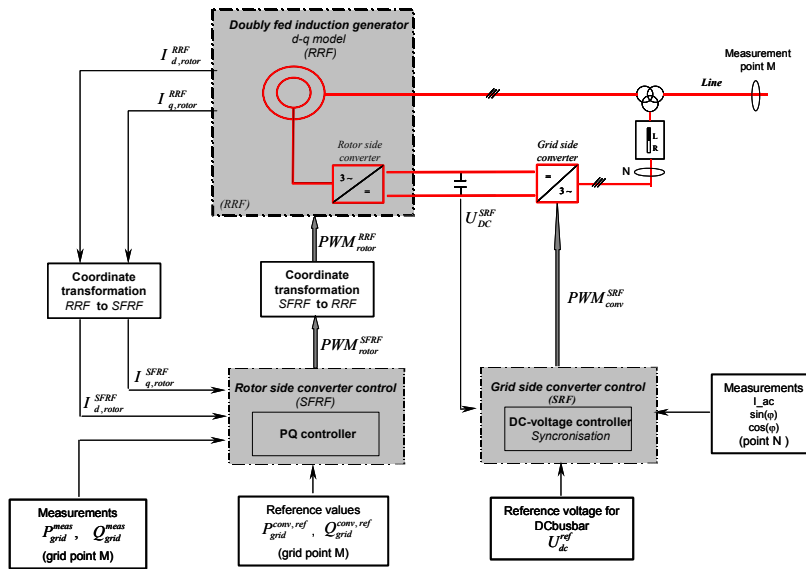 Doubly fed induction generator
d-q model
(RRF)
I_{d,rotor}^{RRF}
I_{q,rotor}^{RRF}
Measurement
point M
Line
L
R
N
Rotor side
converter
3 ~
=
Grid side
converter
=
3 ~
(RRF)
U_{DC}^{SRF}
PWM_{rotor}^{RRF}
PWM_{conv}^{SRF}
Coordinate
transformation
RRF to SFRF
Coordinate
transformation
SFRF to RRF
PWM_{rotor}^{SFRF}
I_{q,rotor}^{SFRF}
I_{d,rotor}^{SFRF}
Rotor side converter control
(SFRF)
PQ controller
Grid side converter control
(SRF)
DC-voltage controller
Syncronisation
Measurements
I_ac
sin(φ)
cos(φ)
(point N )
Measurements
P_{grid}^{meas} , Q_{grid}^{meas}
(grid point M)
Reference values
P_{grid}^{conv,ref} , Q_{grid}^{conv,ref}
(grid point M)
Reference voltage for
DCbusbar
U_{dc}^{ref}